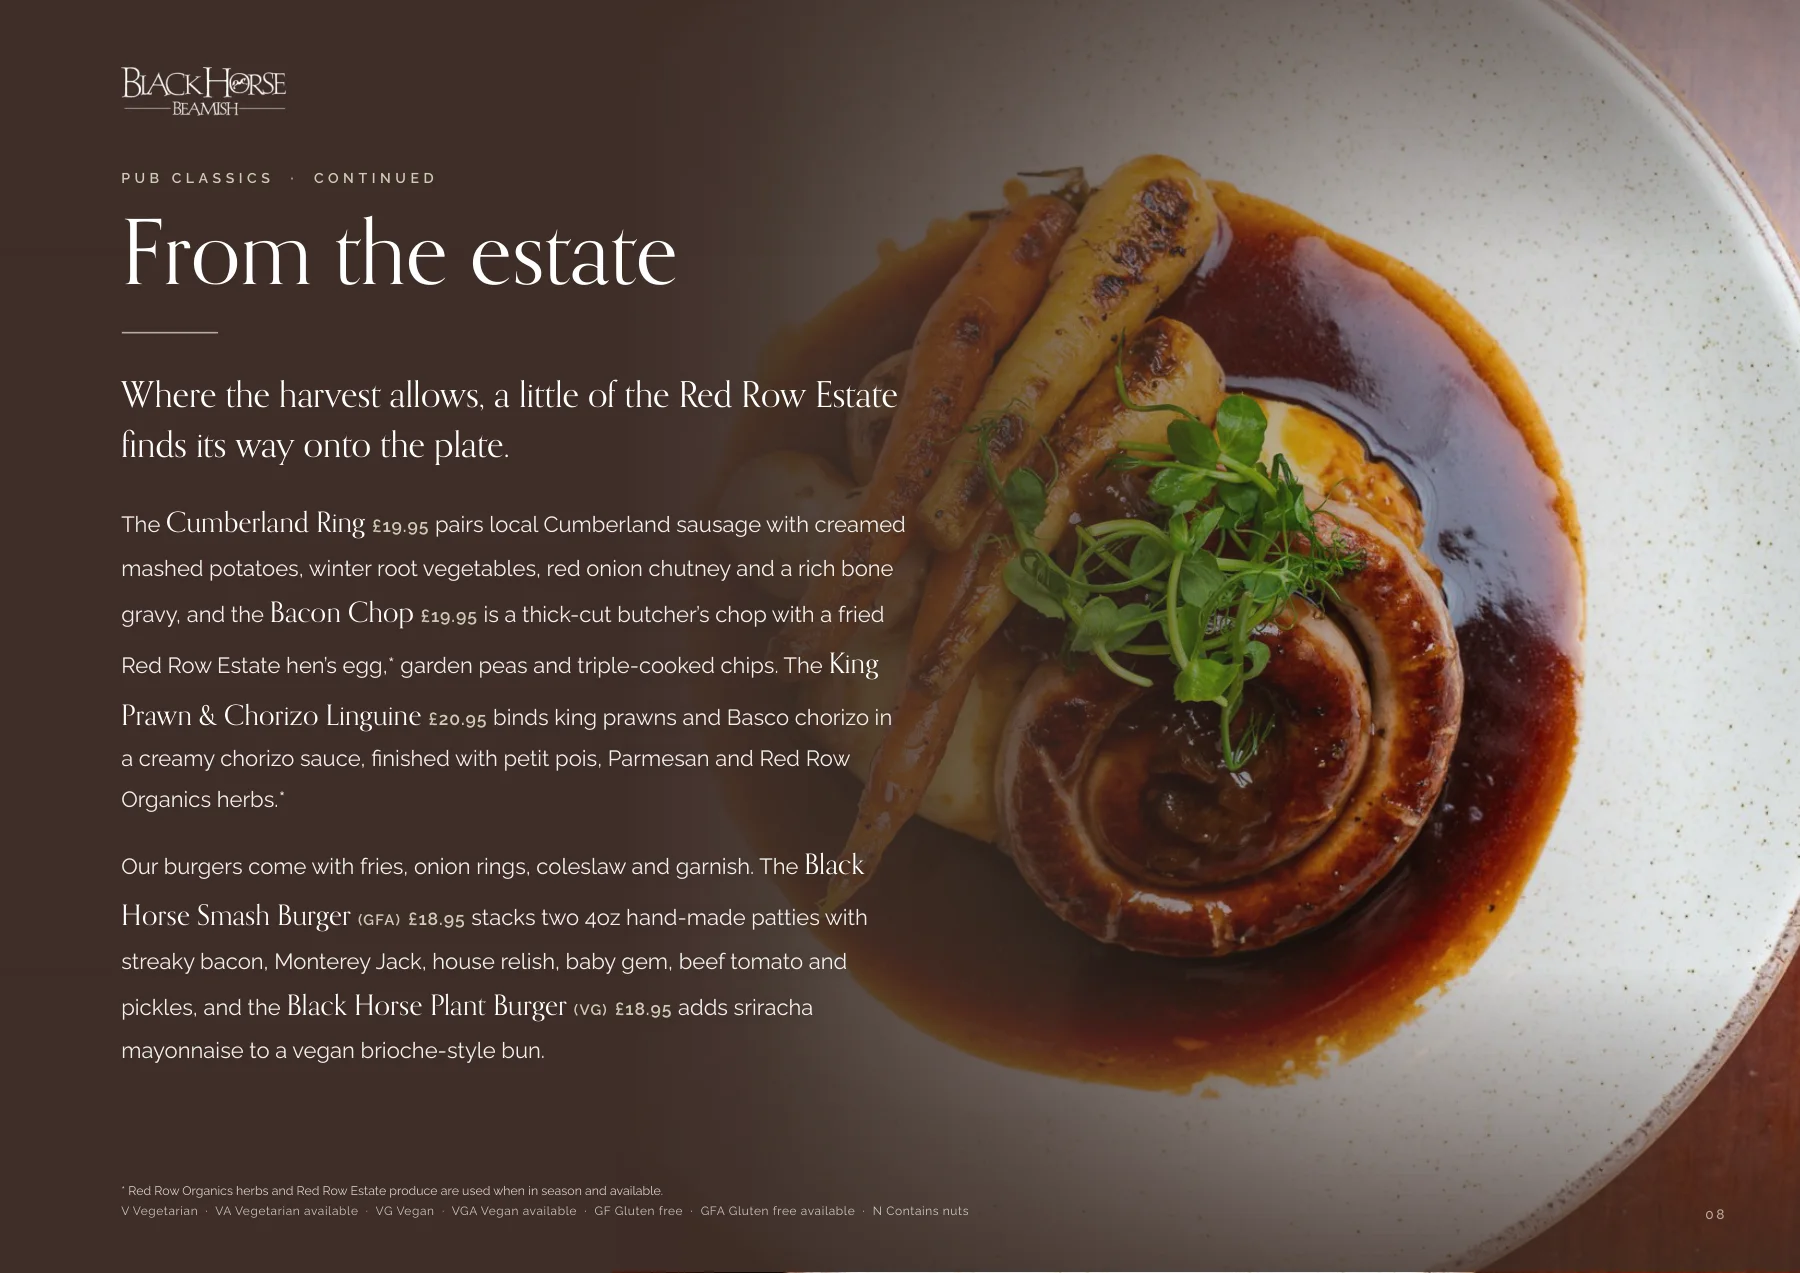 BLACK HORSE
BEAMISH
PUB CLASSICS · CONTINUED
From the estate
Where the harvest allows, a little of the Red Row Estate
finds its way onto the plate.
The Cumberland Ring £19.95 pairs local Cumberland sausage with creamed
mashed potatoes, winter root vegetables, red onion chutney and a rich bone
gravy, and the Bacon Chop £19.95 is a thick-cut butcher’s chop with a fried
Red Row Estate hen’s egg,* garden peas and triple-cooked chips. The King
Prawn & Chorizo Linguine £20.95 binds king prawns and Basco chorizo in
a creamy chorizo sauce, finished with petit pois, Parmesan and Red Row
Organics herbs.*
Our burgers come with fries, onion rings, coleslaw and garnish. The Black
Horse Smash Burger (GFA) £18.95 stacks two 4oz hand-made patties with
streaky bacon, Monterey Jack, house relish, baby gem, beef tomato and
pickles, and the Black Horse Plant Burger (VG) £18.95 adds sriracha
mayonnaise to a vegan brioche-style bun.
* Red Row Organics herbs and Red Row Estate produce are used when in season and available.
V Vegetarian · VA Vegetarian available · VG Vegan · VGA Vegan available · GF Gluten free · GFA Gluten free available · N Contains nuts
08